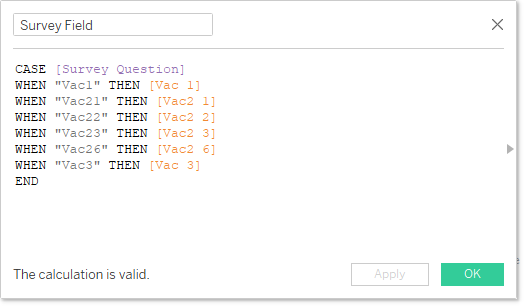 Survey Field
CASE [Survey Question]
WHEN "Vac1" THEN [Vac 1]
WHEN "Vac21" THEN [Vac2 1]
WHEN "Vac22" THEN [Vac2 2]
WHEN "Vac23" THEN [Vac2 3]
WHEN "Vac26" THEN [Vac2 6]
WHEN "Vac3" THEN [Vac 3]
END
The calculation is valid.
Apply
OK